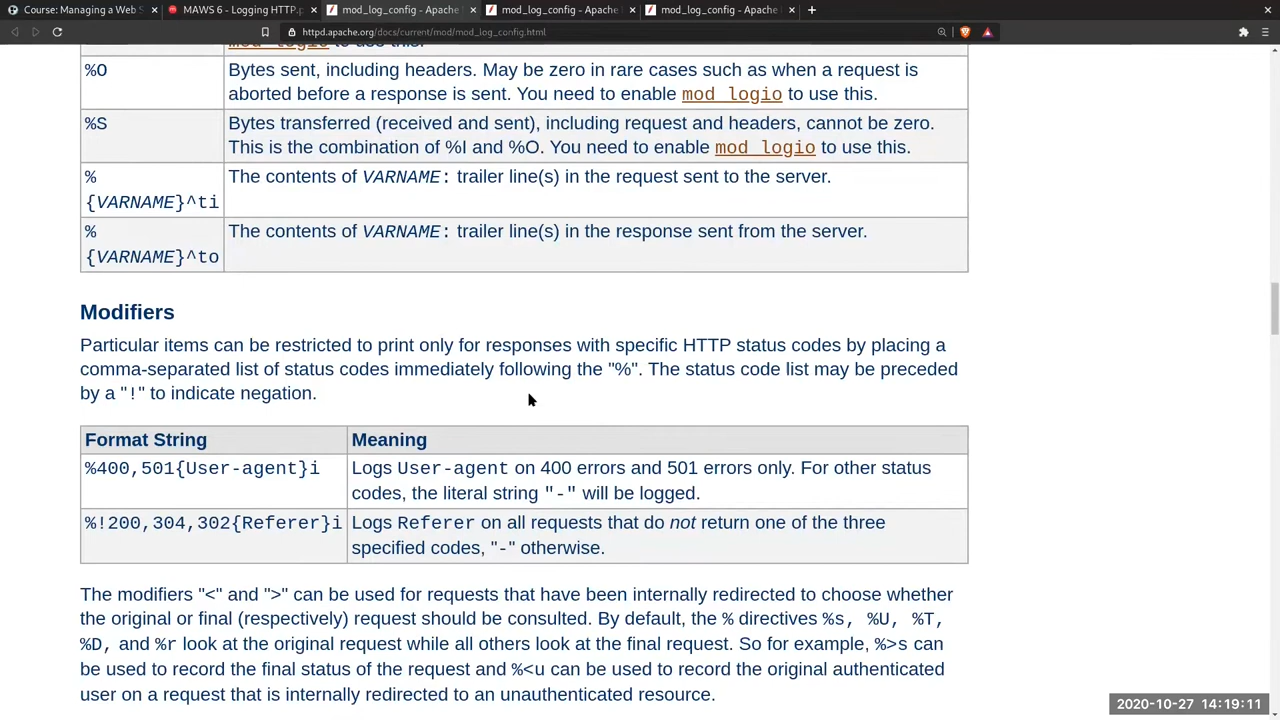 Course: Managing a Web S
MAWS 6 - Logging HTTP.p
mod_log_config - Apache
mod_log_config - Apache
mod_log_config - Apache
httpd.apache.org/docs/current/mod/mod_log_config.html
mod_logio to use this.
%O
Bytes sent, including headers. May be zero in rare cases such as when a request is
aborted before a response is sent. You need to enable mod_logio to use this.
%S
Bytes transferred (received and sent), including request and headers, cannot be zero.
This is the combination of %I and %O. You need to enable mod_logio to use this.
%
{VARNAME}^ti
The contents of VARNAME: trailer line(s) in the request sent to the server.
%
{VARNAME}^to
The contents of VARNAME: trailer line(s) in the response sent from the server.
Modifiers
Particular items can be restricted to print only for responses with specific HTTP status codes by placing a
comma-separated list of status codes immediately following the "%". The status code list may be preceded
by a "!" to indicate negation.
Format String
Meaning
%400,501{User-agent}i
Logs User-agent on 400 errors and 501 errors only. For other status
codes, the literal string "-" will be logged.
%!200,304,302{Referer}i
Logs Referer on all requests that do not return one of the three
specified codes, "-" otherwise.
The modifiers "<" and ">" can be used for requests that have been internally redirected to choose whether
the original or final (respectively) request should be consulted. By default, the % directives %s, %U, %T,
%D, and %r look at the original request while all others look at the final request. So for example, %>s can
be used to record the final status of the request and %<u can be used to record the original authenticated
user on a request that is internally redirected to an unauthenticated resource.
2020-10-27 14:19:11